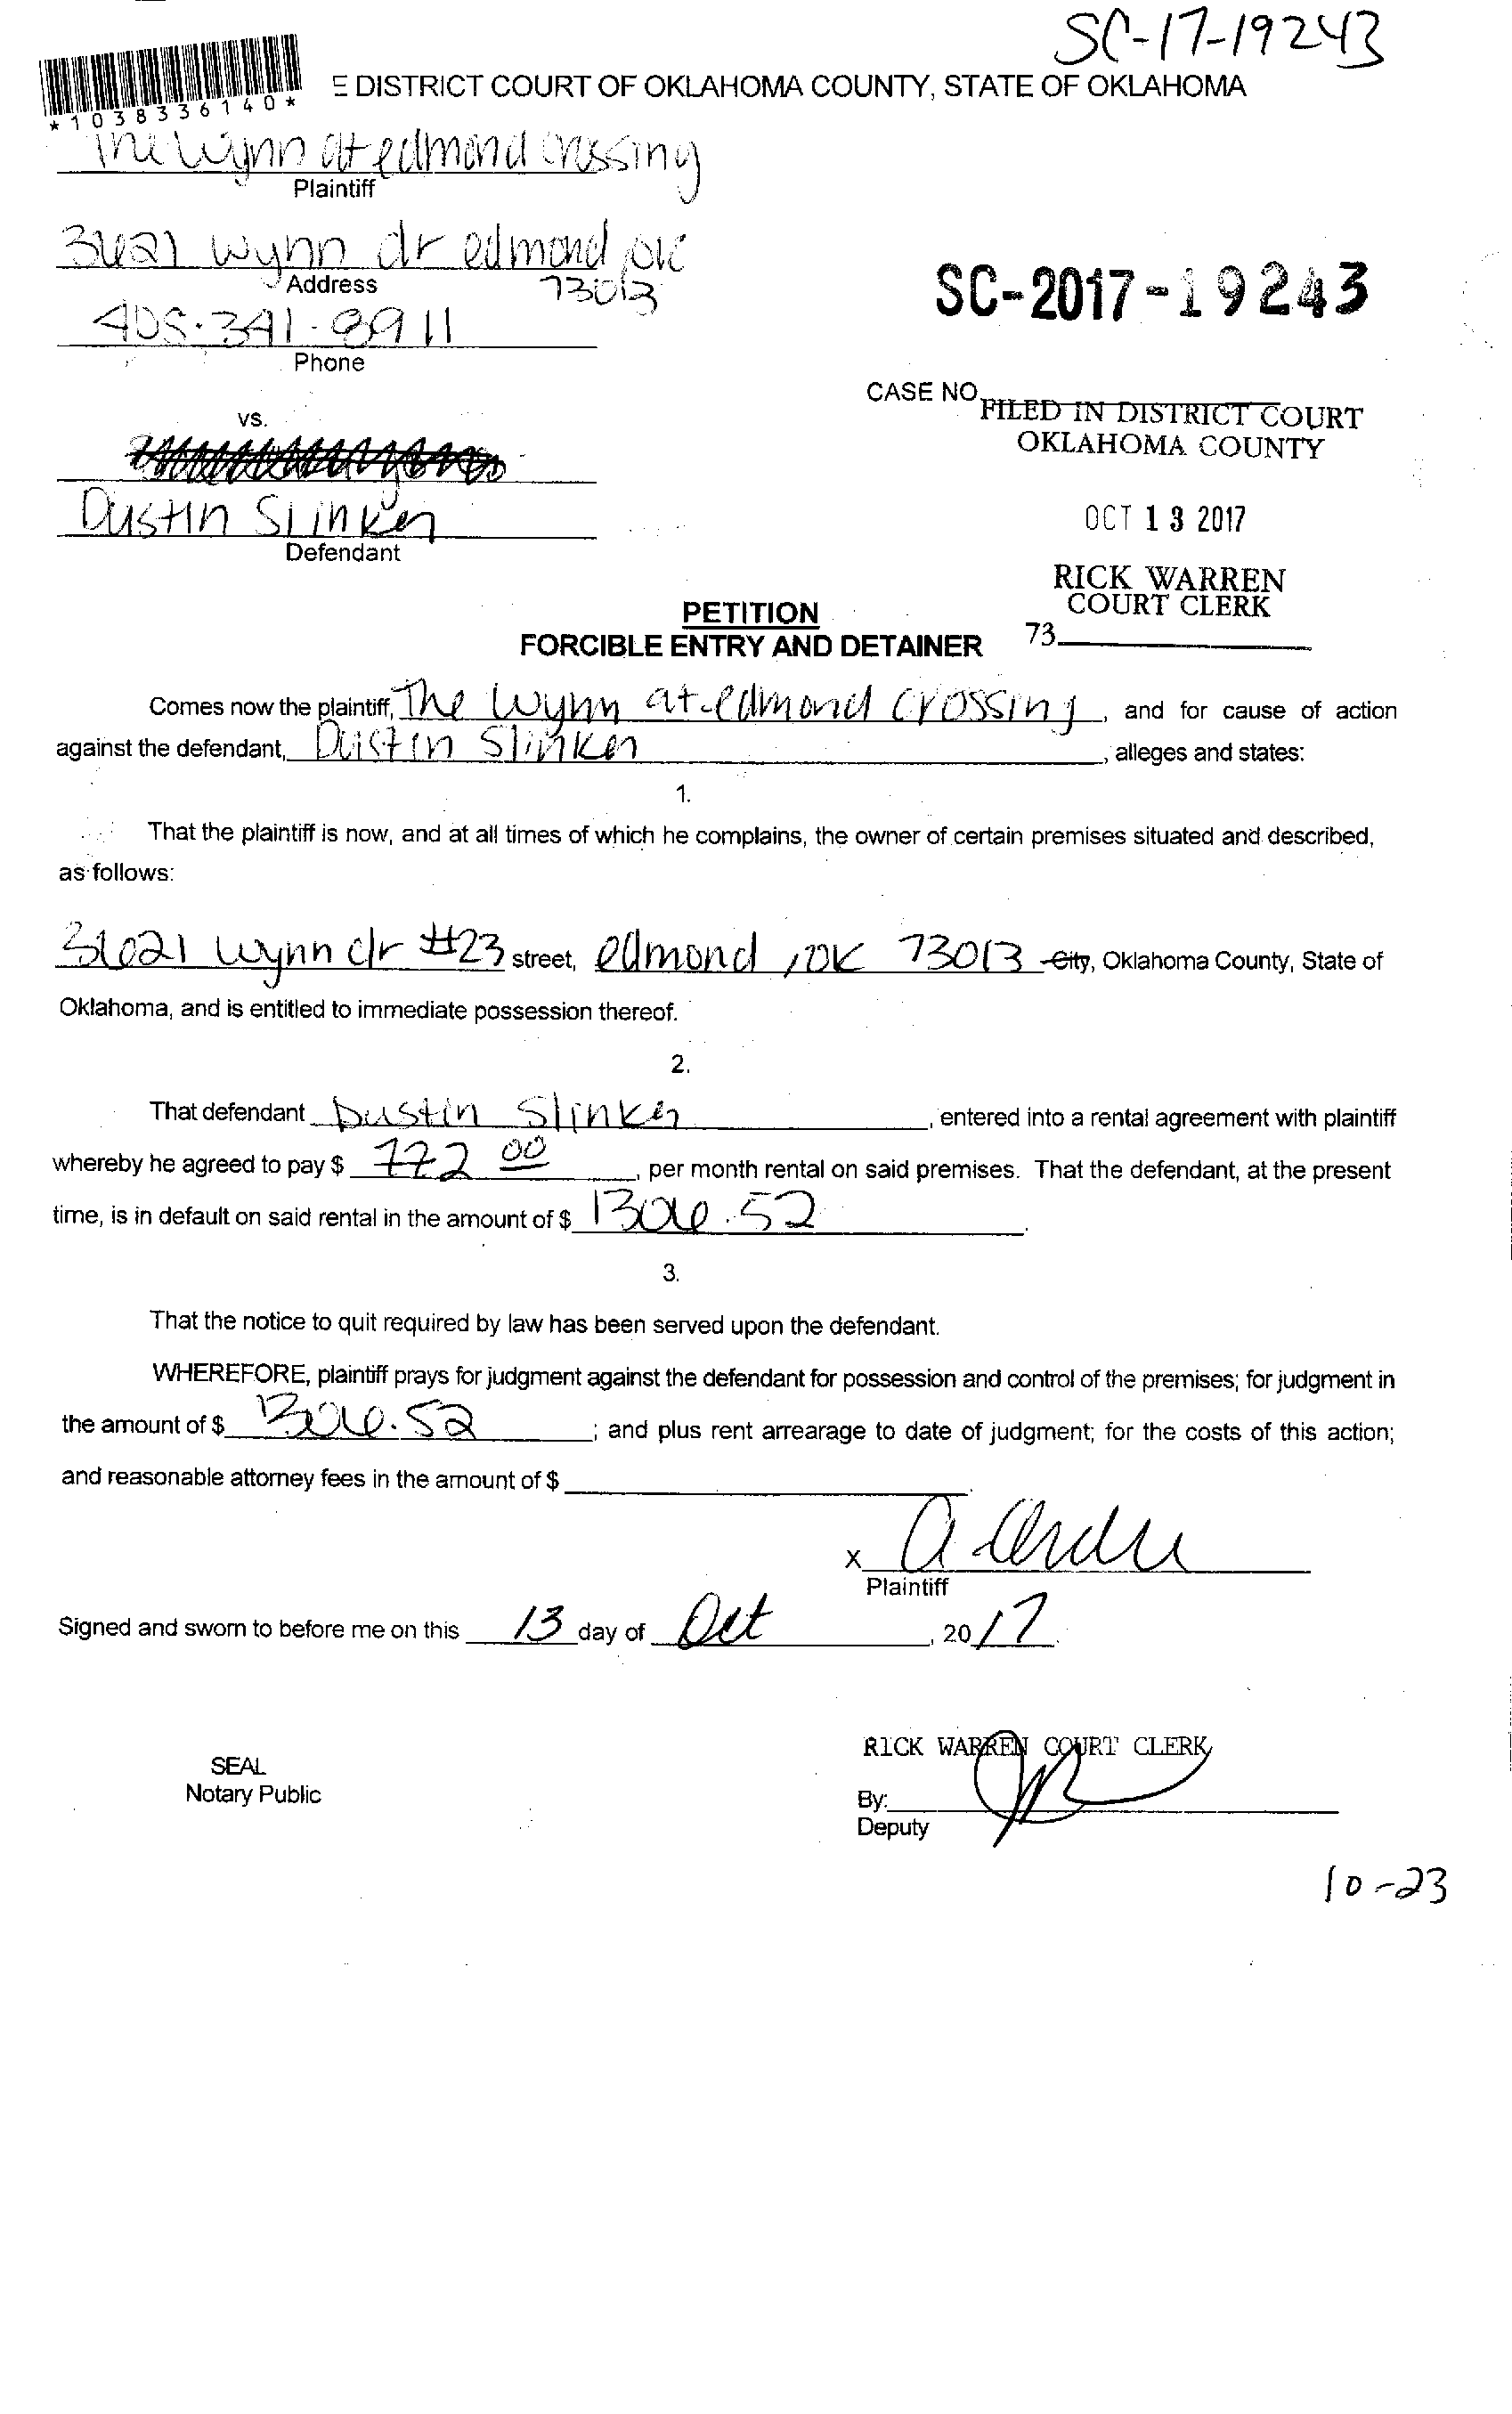 SC-17-19243
*1038336140*
E DISTRICT COURT OF OKLAHOMA COUNTY, STATE OF OKLAHOMA
The Wynn at edmond crossing
Plaintiff
3621 wynn dr edmond OK
Address
73013
405.341.8911
Phone
SC-2017-19243
CASE NO.
FILED IN DISTRICT COURT
OKLAHOMA COUNTY
vs.
Dustin Slinker
Defendant
OCT 13 2017
RICK WARREN
COURT CLERK
73
PETITION
FORCIBLE ENTRY AND DETAINER
Comes now the plaintiff, The Wynn at edmond crossing, and for cause of action
against the defendant, Dustin Slinker, alleges and states:
1.
That the plaintiff is now, and at all times of which he complains, the owner of certain premises situated and described,
as follows:
3621 wynn dr #23 street, edmond, OK 73013 City, Oklahoma County, State of
Oklahoma, and is entitled to immediate possession thereof.
2.
That defendant Dustin Slinker, entered into a rental agreement with plaintiff
whereby he agreed to pay $ 772 00, per month rental on said premises. That the defendant, at the present
time, is in default on said rental in the amount of $ 1306.52.
3.
That the notice to quit required by law has been served upon the defendant.
WHEREFORE, plaintiff prays for judgment against the defendant for possession and control of the premises; for judgment in
the amount of $ 1306.52; and plus rent arrearage to date of judgment; for the costs of this action;
and reasonable attorney fees in the amount of $
x
Plaintiff
Signed and sworn to before me on this 13 day of Oct, 2017.
SEAL
Notary Public
RICK WARREN COURT CLERK
By:
Deputy
10-23